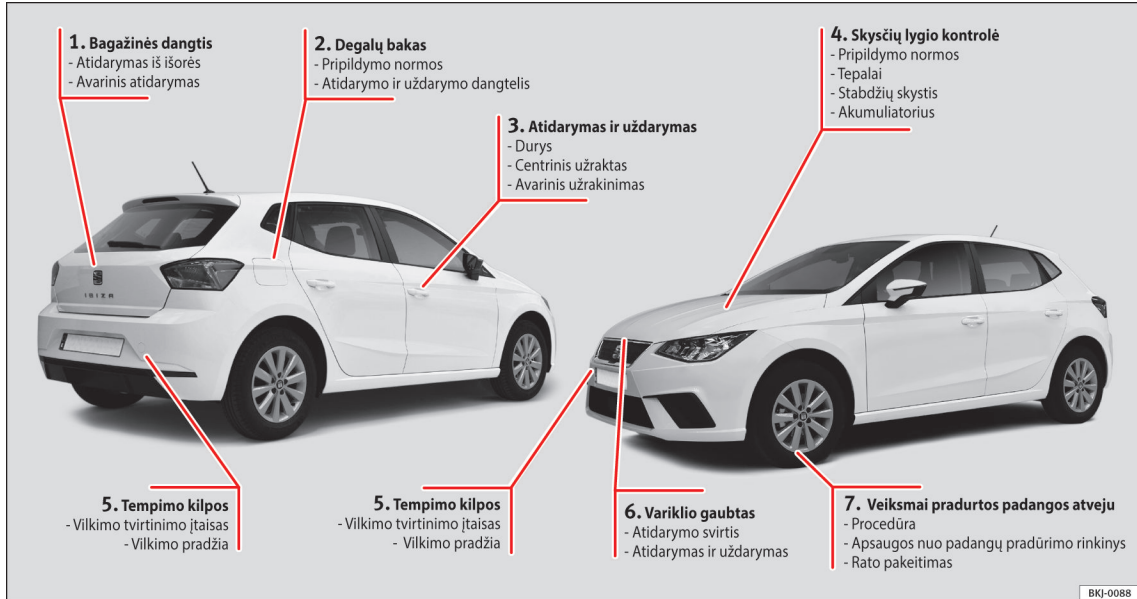 1. Bagažinės dangtis
- Atidarymas iš išorės
- Avarinis atidarymas
2. Degalų bakas
- Pripildymo normos
- Atidarymo ir uždarymo dangtelis
3. Atidarymas ir uždarymas
- Durys
- Centrinis užraktas
- Avarinis užrakinimas
4. Skysčių lygio kontrolė
- Pripildymo normos
- Tepalai
- Stabdžių skystis
- Akumuliatorius
IBIZA
5. Tempimo kilpos
- Vilkimo tvirtinimo įtaisas
- Vilkimo pradžia
5. Tempimo kilpos
- Vilkimo tvirtinimo įtaisas
- Vilkimo pradžia
6. Variklio gaubtas
- Atidarymo svirtis
- Atidarymas ir uždarymas
7. Veiksmai pradurtos padangos atveju
- Procedūra
- Apsaugos nuo padangų pradūrimo rinkinys
- Rato pakeitimas
BKJ-0088